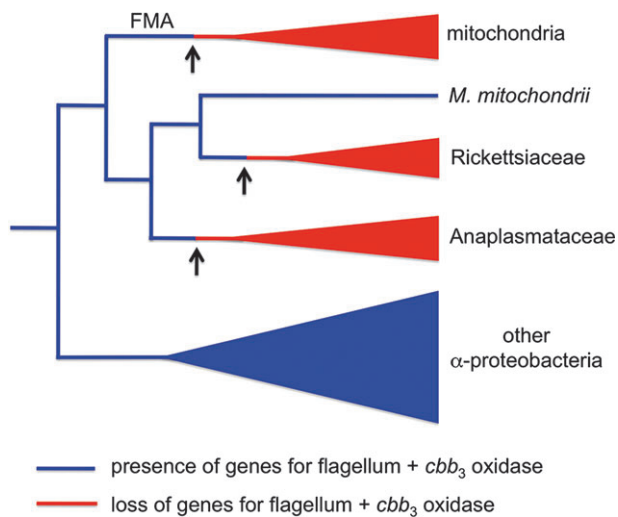 FMA
mitochondria
M. mitochondrii
Rickettsiaceae
Anaplasmataceae
other
α-proteobacteria
presence of genes for flagellum + cbb₃ oxidase
loss of genes for flagellum + cbb₃ oxidase